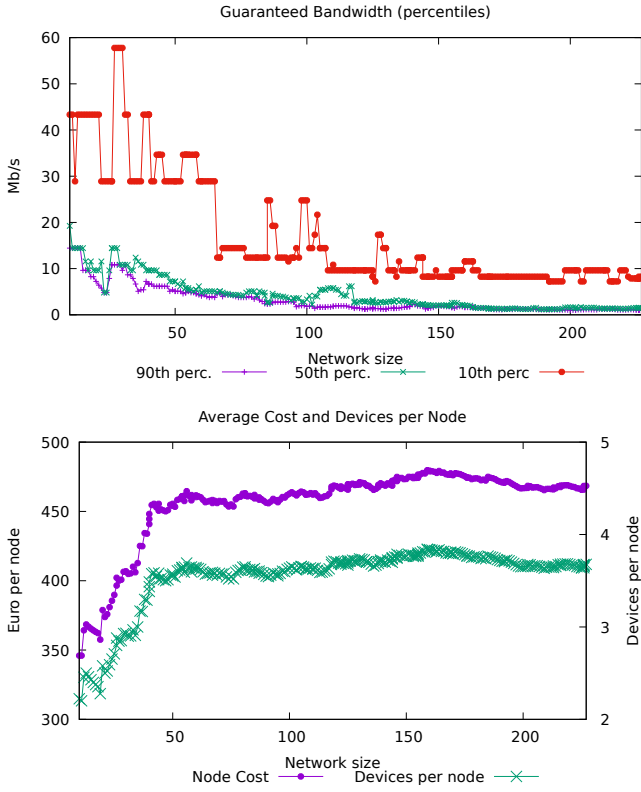 Guaranteed Bandwidth (percentiles)
60
50
40
30
20
10
0
Mb/s
50 100 150 200
Network size
90th perc. 50th perc. 10th perc
Average Cost and Devices per Node
500
450
400
350
300
Euro per node
5
4
3
2
Devices per node
50 100 150 200
Network size
Node Cost Devices per node